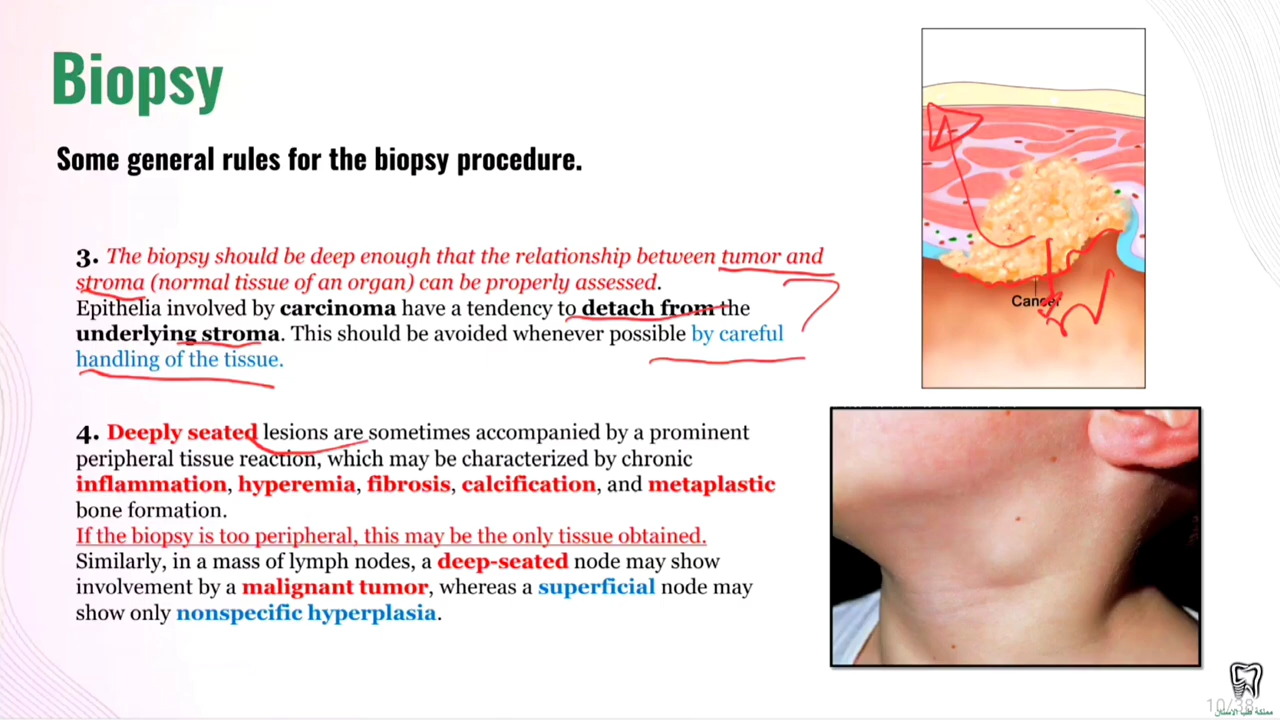 Biopsy
Some general rules for the biopsy procedure.
3. The biopsy should be deep enough that the relationship between tumor and
stroma (normal tissue of an organ) can be properly assessed.
Epithelia involved by carcinoma have a tendency to detach from the
underlying stroma. This should be avoided whenever possible by careful
handling of the tissue.
4. Deeply seated lesions are sometimes accompanied by a prominent
peripheral tissue reaction, which may be characterized by chronic
inflammation, hyperemia, fibrosis, calcification, and metaplastic
bone formation.
If the biopsy is too peripheral, this may be the only tissue obtained.
Similarly, in a mass of lymph nodes, a deep-seated node may show
involvement by a malignant tumor, whereas a superficial node may
show only nonspecific hyperplasia.
Cancer
10/38
مملكة طب الاسنان